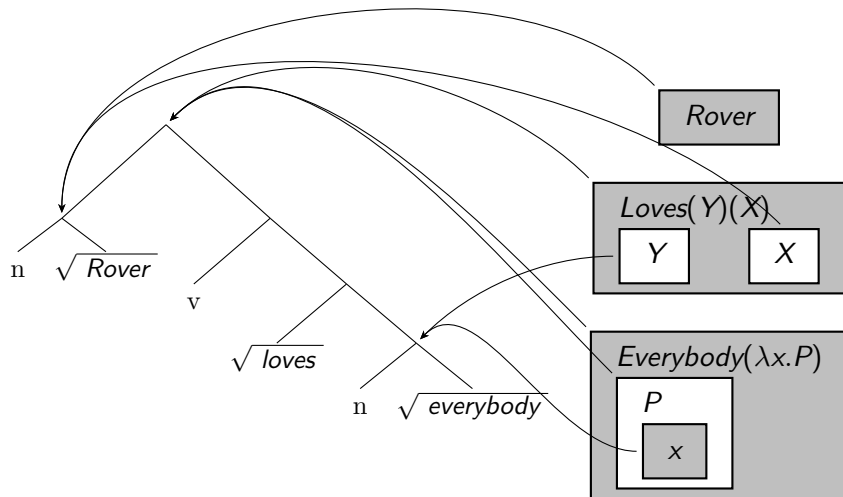 Rover
Loves(Y)(X)
Y X
n √Rover
v
√loves
Everybody(λx.P)
n √everybody
P
x